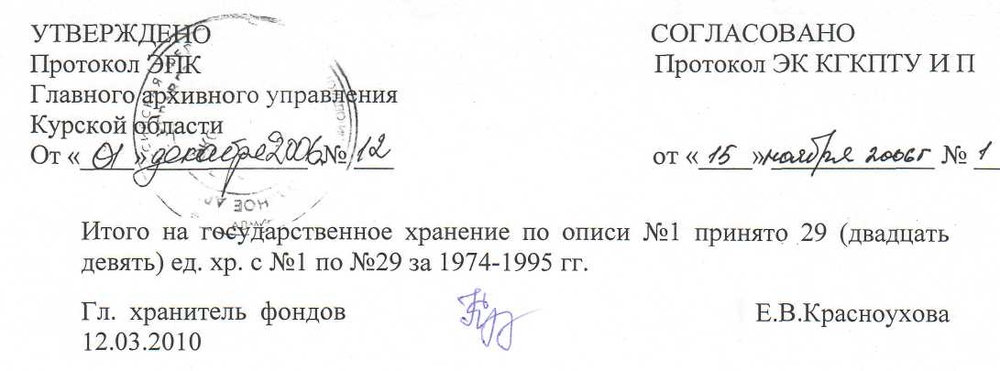 УТВЕРЖДЕНО
Протокол ЭПК
Главного архивного управления
Курской области
От «01» декабря 2006 № 12
СОГЛАСОВАНО
Протокол ЭК КГКПТУ И П
от «15» ноября 2006г № 1
Итого на государственное хранение по описи №1 принято 29 (двадцать
девять) ед. хр. с №1 по №29 за 1974-1995 гг.
Гл. хранитель фондов
Е.В.Красноухова
12.03.2010